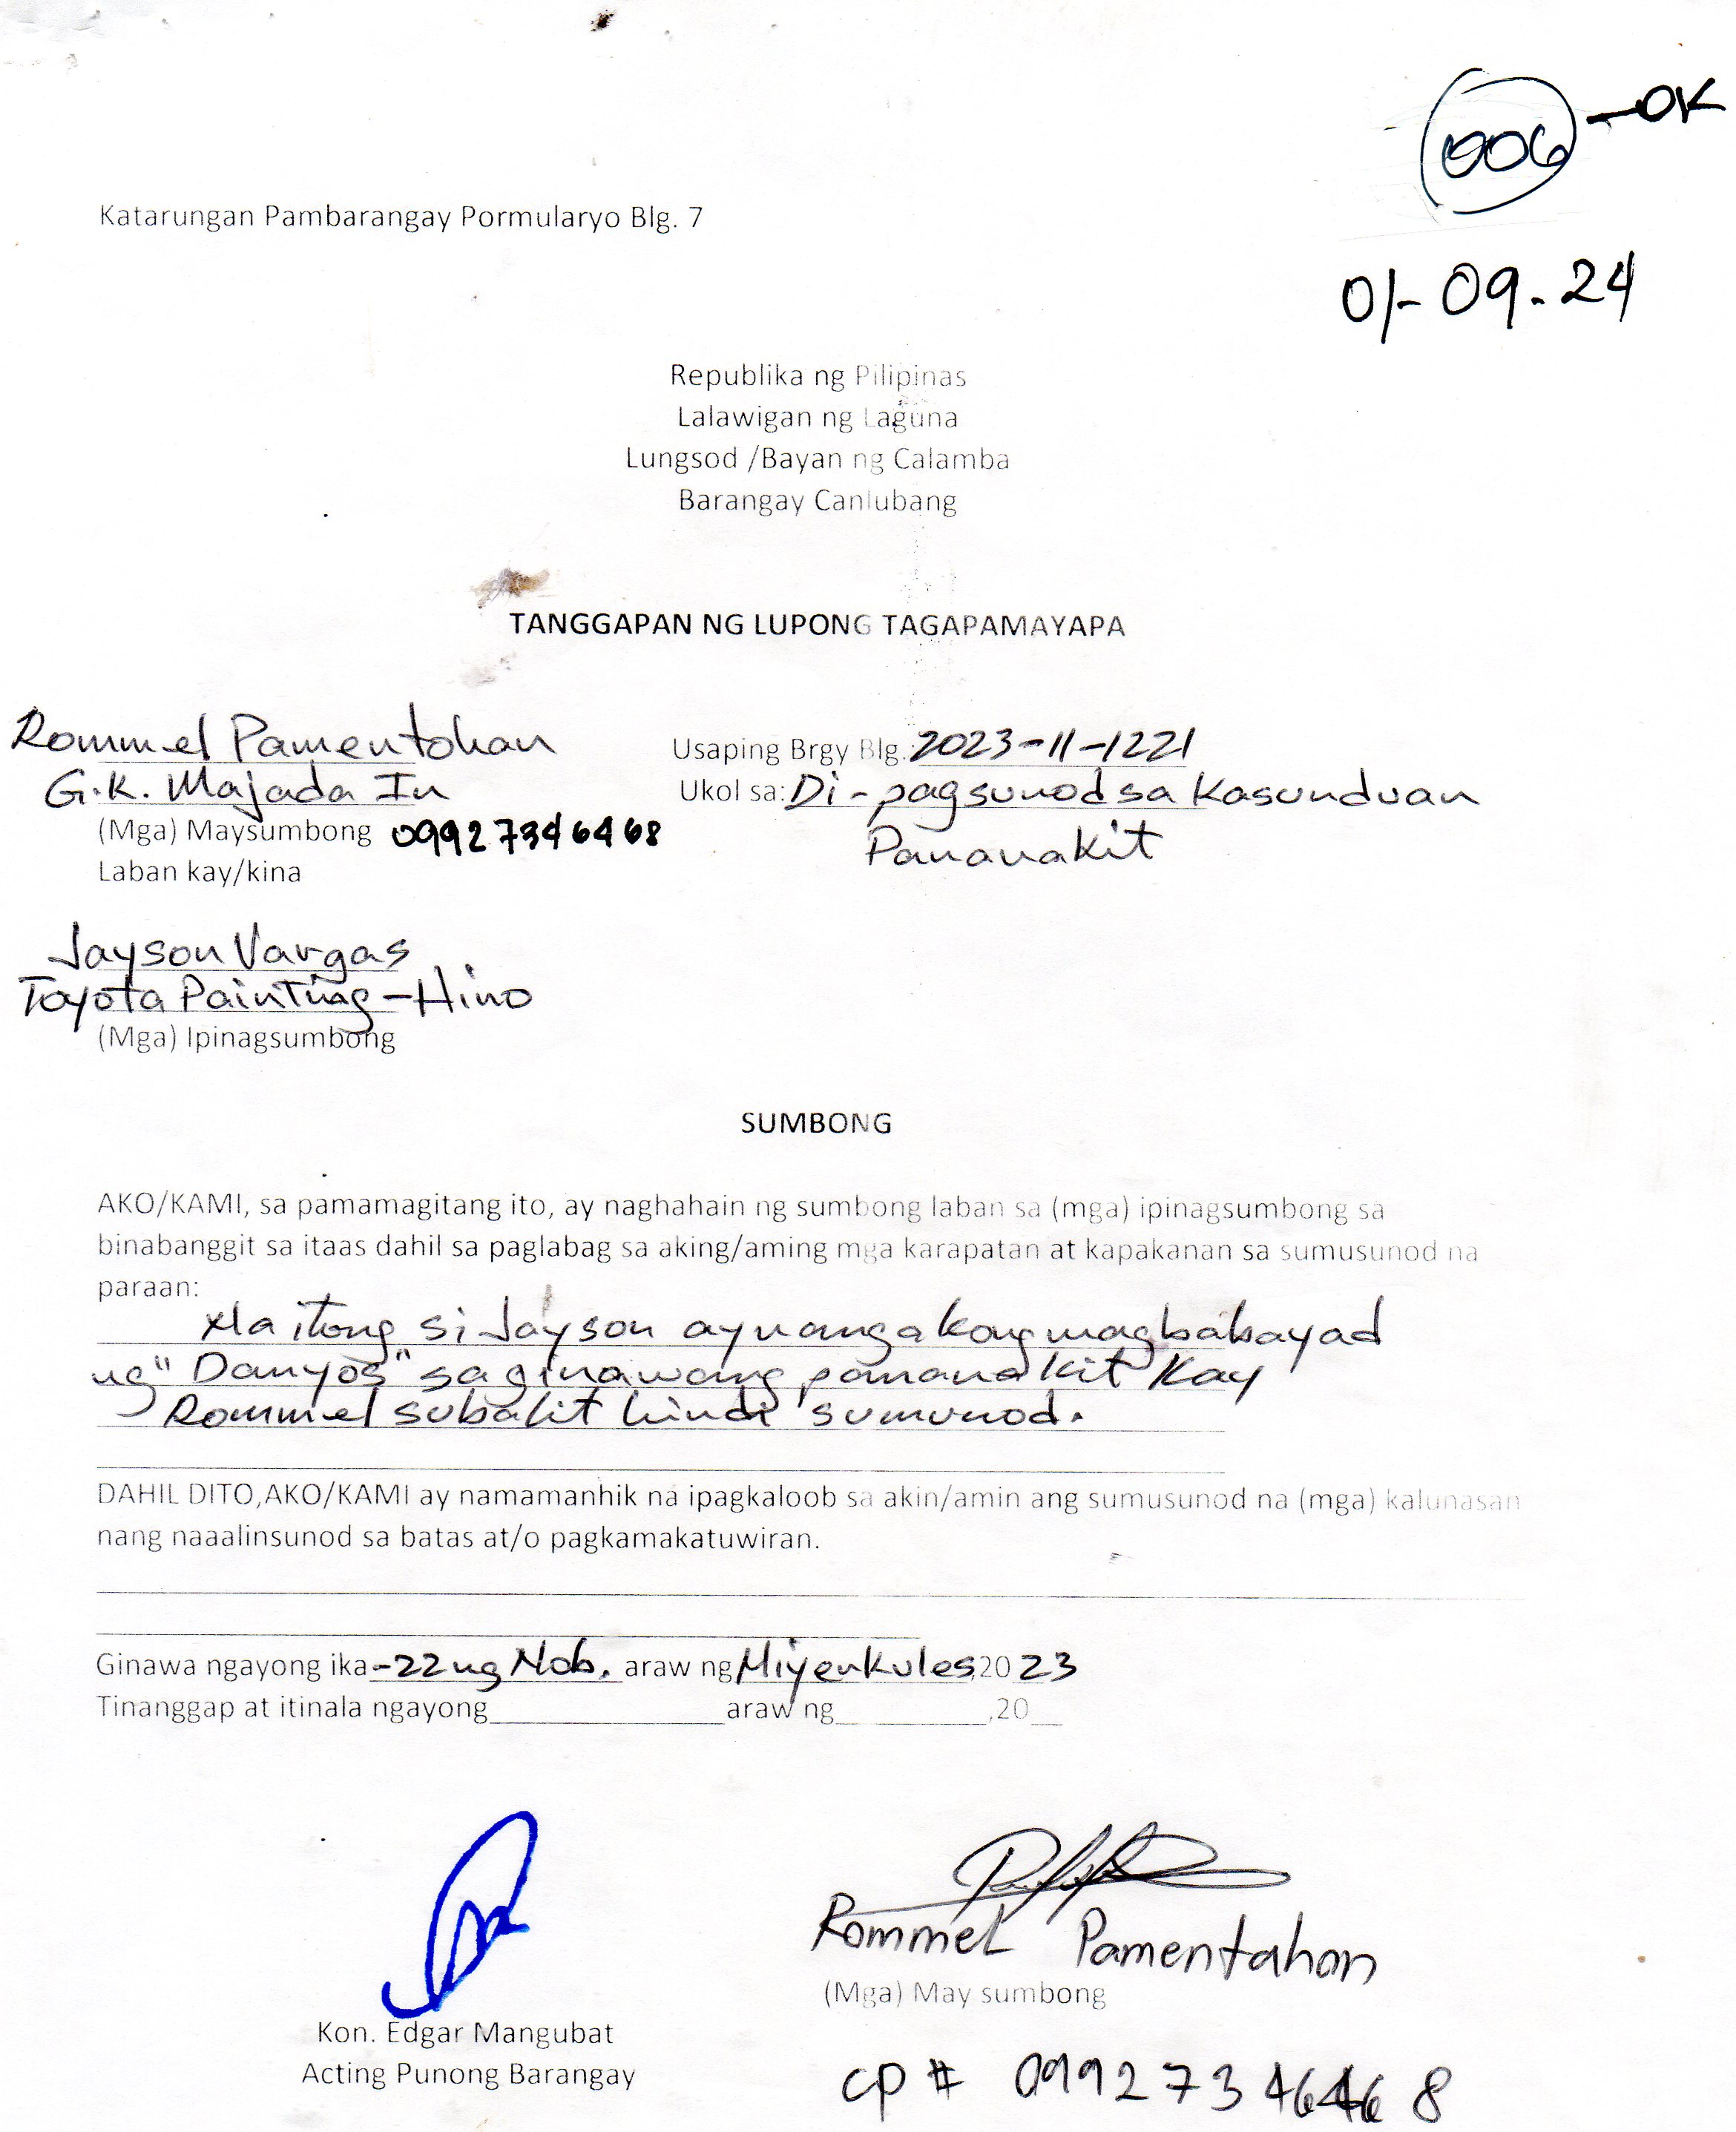 006 -OK
01-09-24
Katarungan Pambarangay Pormularyo Blg. 7
Republika ng Pilipinas
Lalawigan ng Laguna
Lungsod /Bayan ng Calamba
Barangay Canlubang
TANGGAPAN NG LUPONG TAGAPAMAYAPA
Rommel Pamentohan
G.K. Majada In
(Mga) Maysumbong 09927346468
Laban kay/kina
Usaping Brgy Blg. 2023-11-1221
Ukol sa: Di-pagsunod sa Kasunduan
Pananakit
Jayson Vargas
Toyota Painting-Hino
(Mga) Ipinagsumbong
SUMBONG
AKO/KAMI, sa pamamagitang ito, ay naghahain ng sumbong laban sa (mga) ipinagsumbong sa
binabanggit sa itaas dahil sa paglabag sa aking/aming mga karapatan at kapakanan sa sumusunod na
paraan:
Na itong si Jayson ay nangakong magbabayad
ng "Danyos" sa ginawang pananakit kay
Rommel subalit hindi sumunod.
DAHIL DITO,AKO/KAMI ay namamanhik na ipagkaloob sa akin/amin ang sumusunod na (mga) kalunasan
nang naaalinsunod sa batas at/o pagkamakatuwiran.
Ginawa ngayong ika-22 ng Nob. araw ng Miyenkules,2023
Tinanggap at itinala ngayong______________araw ng__________,20__
Rommel Pamentahon
(Mga) May sumbong
Kon. Edgar Mangubat
Acting Punong Barangay
CP # 09927346468